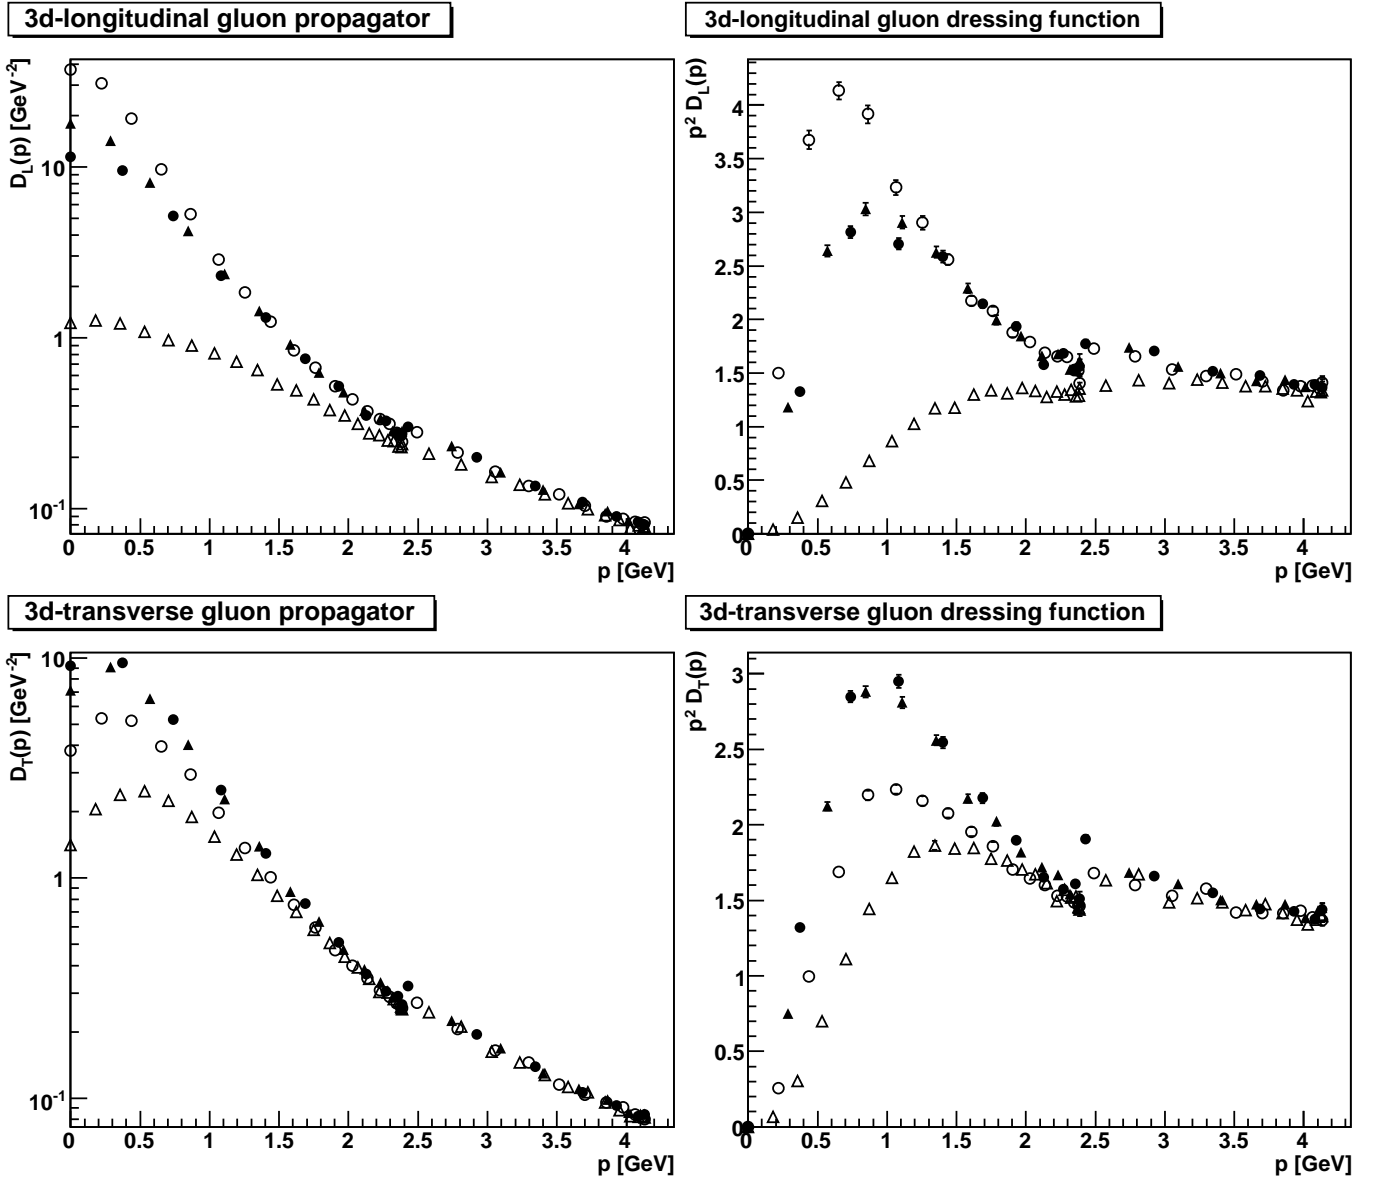 3d-longitudinal gluon propagator
D_L(p) [GeV^-2]
10
1
10^-1
0 0.5 1 1.5 2 2.5 3 3.5 4
p [GeV]
3d-longitudinal gluon dressing function
p^2 D_L(p)
4
3.5
3
2.5
2
1.5
1
0.5
0
0 0.5 1 1.5 2 2.5 3 3.5 4
p [GeV]
3d-transverse gluon propagator
D_T(p) [GeV^-2]
10
1
10^-1
0 0.5 1 1.5 2 2.5 3 3.5 4
p [GeV]
3d-transverse gluon dressing function
p^2 D_T(p)
3
2.5
2
1.5
1
0.5
0
0 0.5 1 1.5 2 2.5 3 3.5 4
p [GeV]